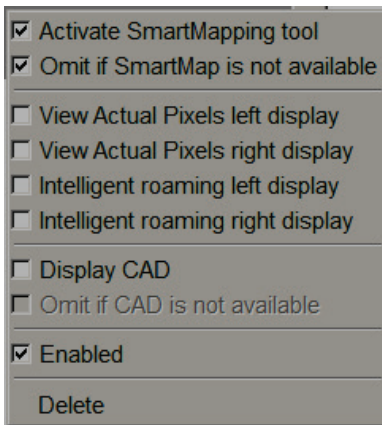 Activate SmartMapping tool
Omit if SmartMap is not available
View Actual Pixels left display
View Actual Pixels right display
Intelligent roaming left display
Intelligent roaming right display
Display CAD
Omit if CAD is not available
Enabled
Delete